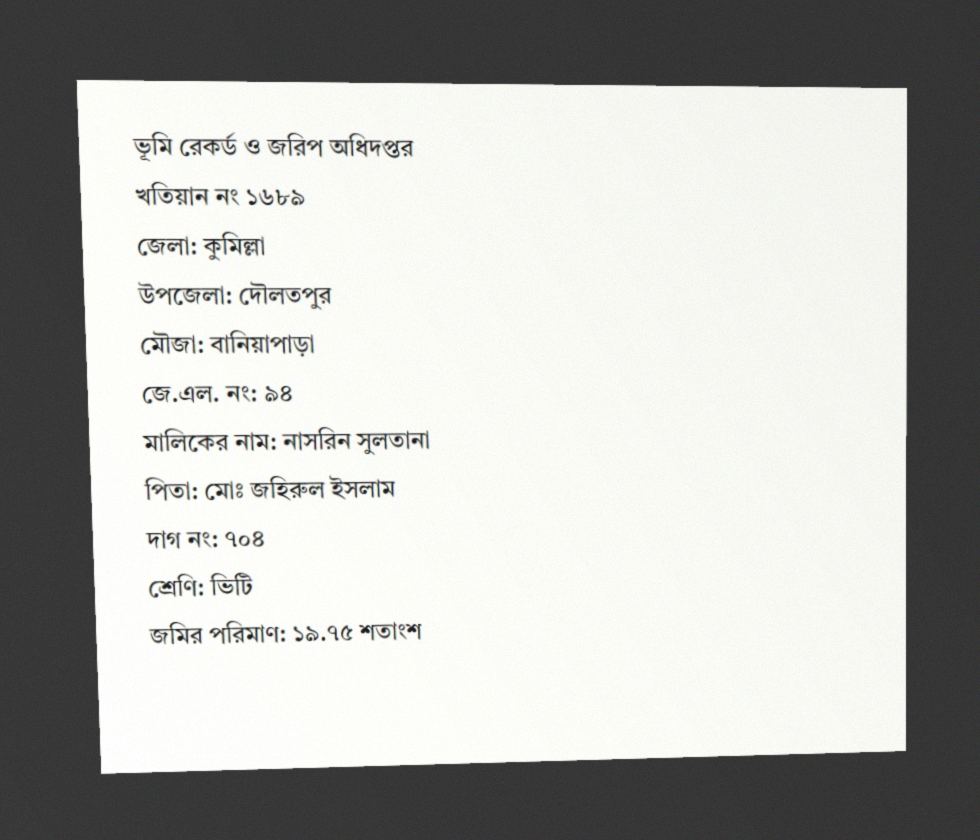 ভূমি রেকর্ড ও জরিপ অধিদপ্তর
খতিয়ান নং ১৬৮৯
জেলা: কুমিল্লা
উপজেলা: দৌলতপুর
মৌজা: বানিয়াপাড়া
জে.এল. নং: ৯৪
মালিকের নাম: নাসরিন সুলতানা
পিতা: মোঃ জহিরুল ইসলাম
দাগ নং: ৭০৪
শ্রেণি: ভিটি
জমির পরিমাণ: ১৯.৭৫ শতাংশ